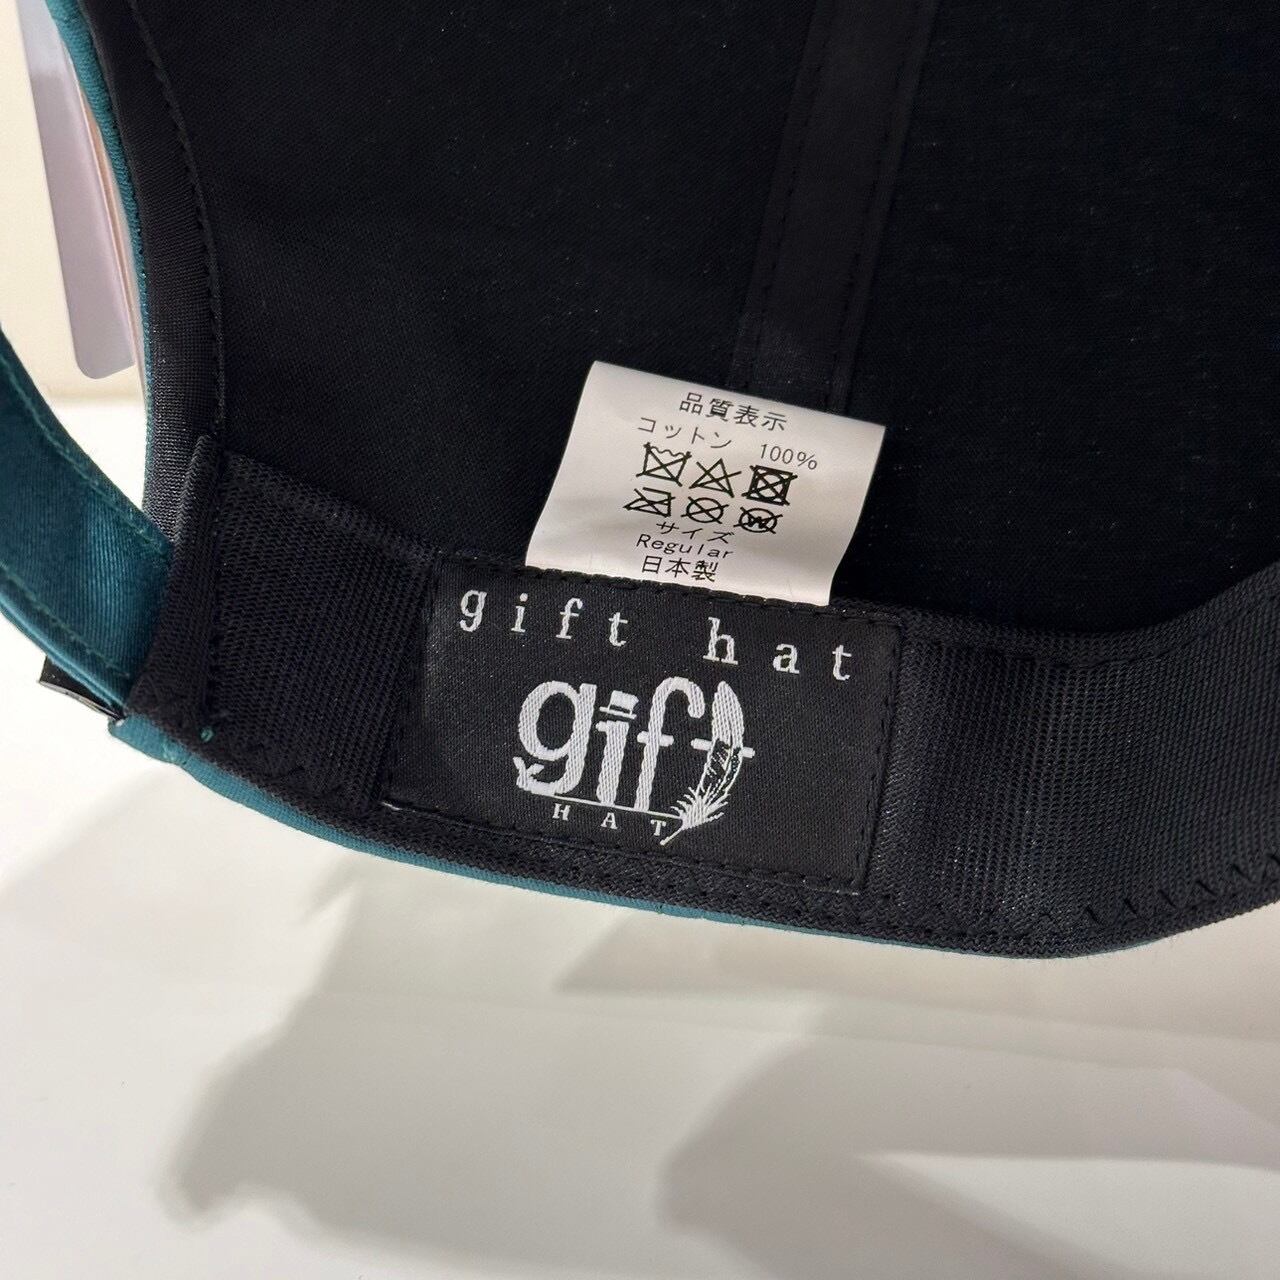 品質表示
コットン 100%
サイズ
Regular
日本製
gift hat
gift
HAT